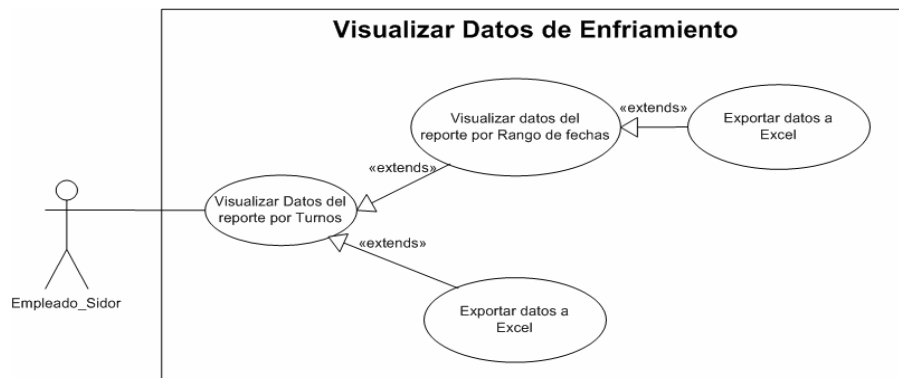 Visualizar Datos de Enfriamiento
Visualizar datos del
reporte por Rango de fechas
«extends»
Exportar datos a
Excel
«extends»
Visualizar Datos del
reporte por Turnos
«extends»
Exportar datos a
Excel
Empleado_Sidor